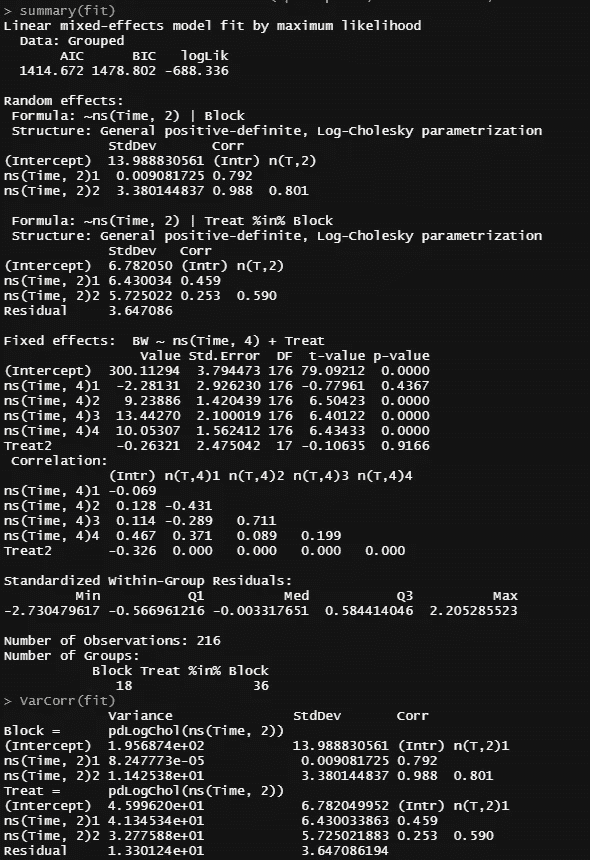 > summary(fit)
Linear mixed-effects model fit by maximum likelihood
  Data: Grouped
       AIC      BIC   logLik
  1414.672 1478.802 -688.336

Random effects:
 Formula: ~ns(Time, 2) | Block
 Structure: General positive-definite, Log-Cholesky parametrization
             StdDev       Corr
(Intercept)  13.988830561 (Intr) n(T,2)
ns(Time, 2)1  0.009081725 0.792
ns(Time, 2)2  3.380144837 0.988  0.801

 Formula: ~ns(Time, 2) | Treat %in% Block
 Structure: General positive-definite, Log-Cholesky parametrization
             StdDev   Corr
(Intercept)  6.782050 (Intr) n(T,2)
ns(Time, 2)1 6.430034 0.459
ns(Time, 2)2 5.725022 0.253  0.590
Residual     3.647086

Fixed effects:  BW ~ ns(Time, 4) + Treat
                 Value Std.Error  DF  t-value p-value
(Intercept)  300.11294  3.794473 176 79.09212  0.0000
ns(Time, 4)1  -2.28131  2.926230 176 -0.77961  0.4367
ns(Time, 4)2   9.23886  1.420439 176  6.50423  0.0000
ns(Time, 4)3  13.44270  2.100019 176  6.40122  0.0000
ns(Time, 4)4  10.05307  1.562412 176  6.43433  0.0000
Treat2        -0.26321  2.475042  17 -0.10635  0.9166
 Correlation:
             (Intr) n(T,4)1 n(T,4)2 n(T,4)3 n(T,4)4
ns(Time, 4)1 -0.069
ns(Time, 4)2  0.128 -0.431
ns(Time, 4)3  0.114 -0.289   0.711
ns(Time, 4)4  0.467  0.371   0.089   0.199
Treat2       -0.326  0.000   0.000   0.000   0.000

Standardized Within-Group Residuals:
         Min           Q1          Med           Q3          Max
-2.730479617 -0.566961216 -0.003317651  0.584414046  2.205285523

Number of Observations: 216
Number of Groups:
           Block Treat %in% Block
              18               36
> VarCorr(fit)
             Variance               StdDev       Corr
Block =      pdLogChol(ns(Time, 2))
(Intercept)  1.956874e+02           13.988830561 (Intr) n(T,2)1
ns(Time, 2)1 8.247773e-05            0.009081725 0.792
ns(Time, 2)2 1.142538e+01            3.380144837 0.988  0.801
Treat =      pdLogChol(ns(Time, 2))
(Intercept)  4.599620e+01            6.782049952 (Intr) n(T,2)1
ns(Time, 2)1 4.134534e+01            6.430033863 0.459
ns(Time, 2)2 3.277588e+01            5.725021883 0.253  0.590
Residual     1.330124e+01            3.647086194